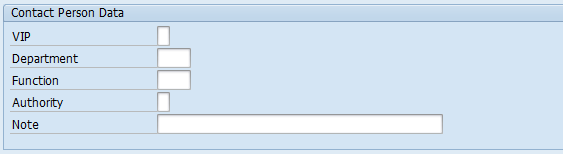 Contact Person Data
VIP
Department
Function
Authority
Note